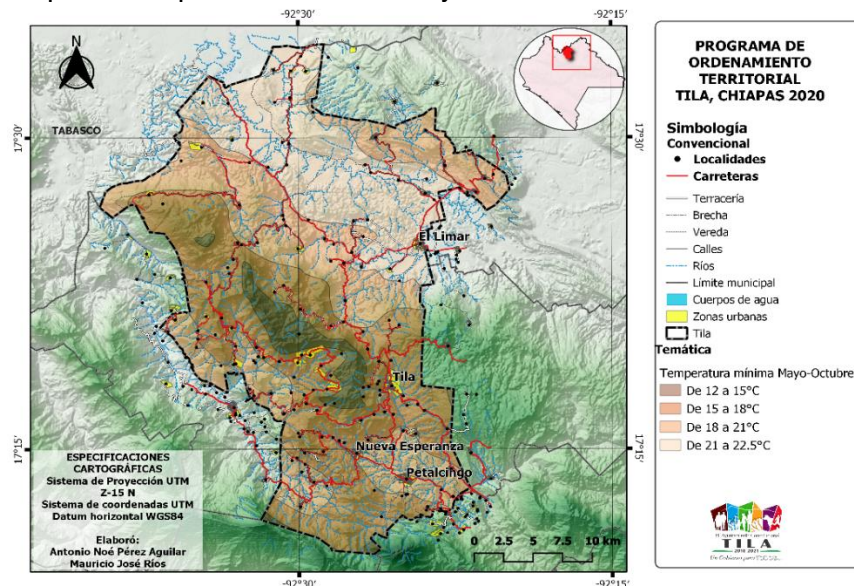 -92°30'
-92°15'
N
TABASCO
17°30'
17°30'
El Limar
Tila
Nueva Esperanza
Petalcingo
17°15'
17°15'
ESPECIFICACIONES
CARTOGRÁFICAS
Sistema de Proyección UTM
Z-15 N
Sistema de coordenadas UTM
Datum horizontal WGS84
Elaboró:
Antonio Noé Pérez Aguilar
Mauricio José Ríos
0 2.5 5 7.5 10 km
-92°30'
-92°15'
PROGRAMA DE
ORDENAMIENTO
TERRITORIAL
TILA, CHIAPAS 2020
Simbología
Convencional
Localidades
Carreteras
Terracería
Brecha
Vereda
Calles
Ríos
Límite municipal
Cuerpos de agua
Zonas urbanas
Tila
Temática
Temperatura mínima Mayo-Octubre
De 12 a 15°C
De 15 a 18°C
De 18 a 21°C
De 21 a 22.5°C
TILA